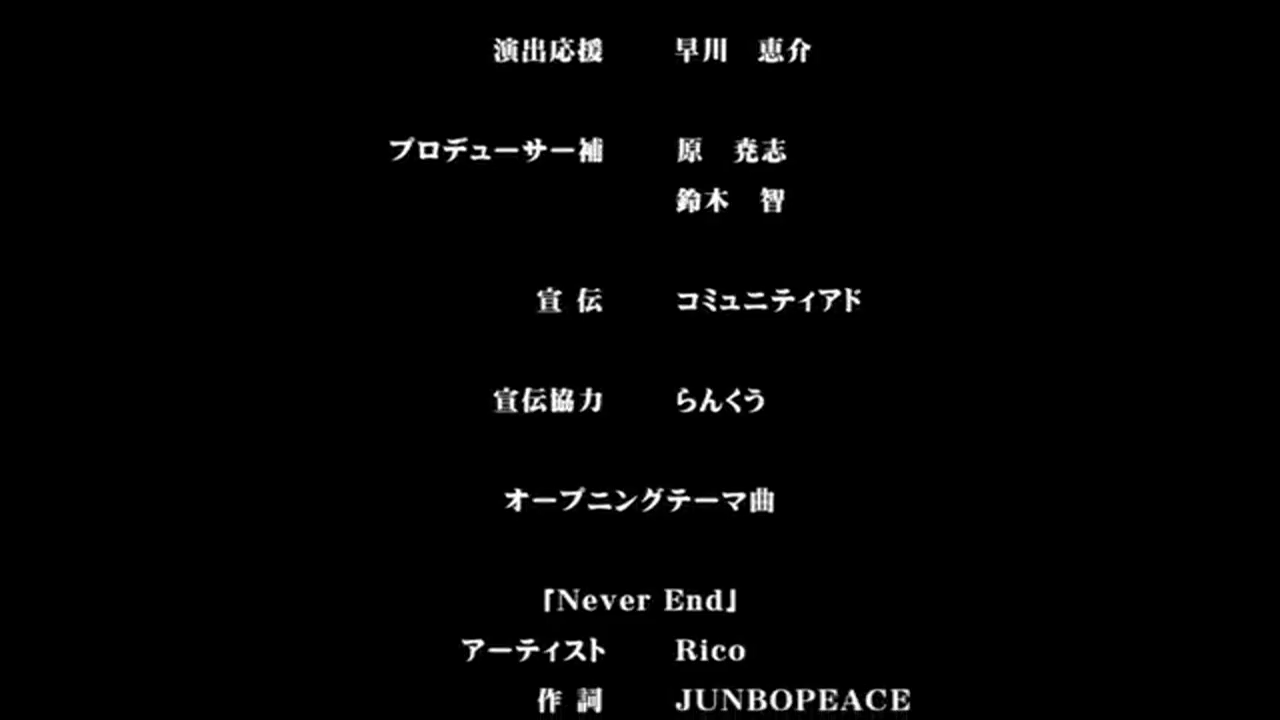 演出応援 早川 恵介
プロデューサー補 原 尭志
鈴木 智
宣 伝 コミュニティアド
宣伝協力 らんくう
オープニングテーマ曲
『Never End』
アーティスト Rico
作 詞 JUNBOPEACE